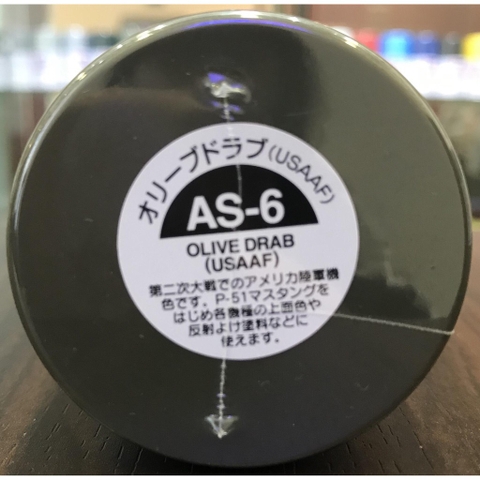 オリーブドラブ(USAAF)
AS-6
OLIVE DRAB
(USAAF)
第二次大戦でのアメリカ陸軍機
色です。P-51マスタングを
はじめ各機種の上面色や
反射よけ塗料などに
使えます。